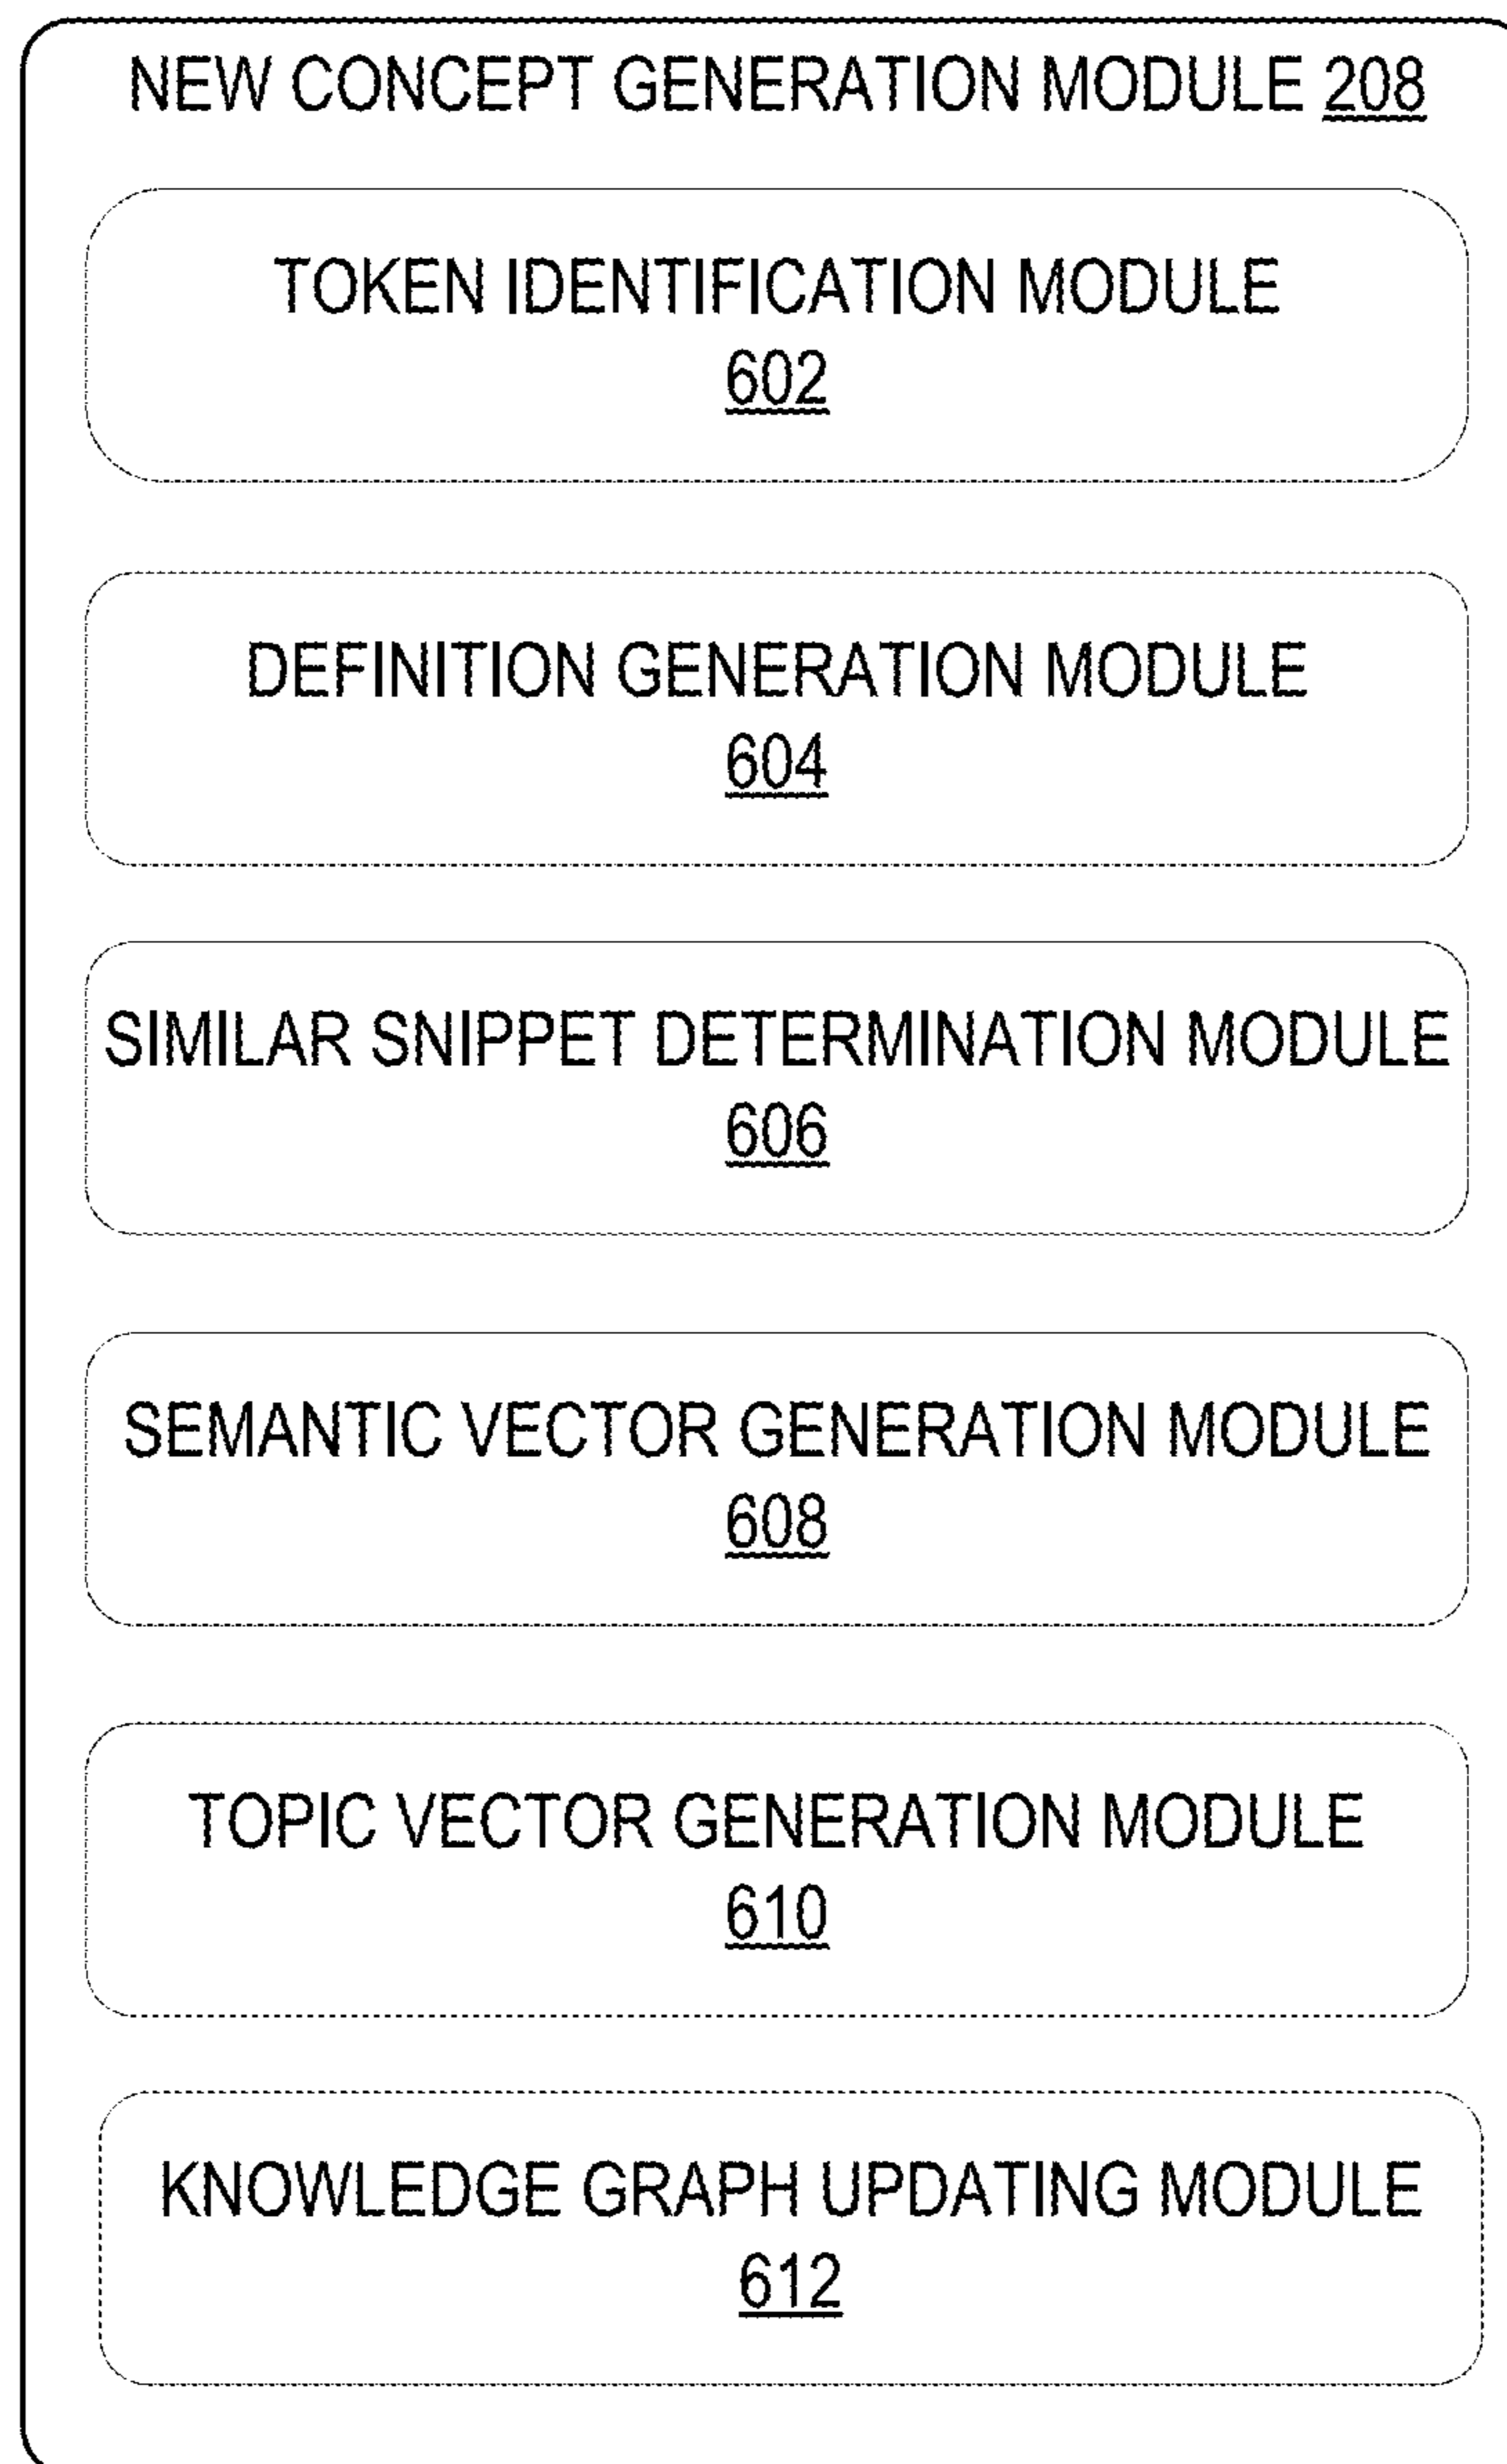 NEW CONCEPT GENERATION MODULE 208
TOKEN IDENTIFICATION MODULE
602
DEFINITION GENERATION MODULE
604
SIMILAR SNIPPET DETERMINATION MODULE
606
SEMANTIC VECTOR GENERATION MODULE
608
TOPIC VECTOR GENERATION MODULE
610
KNOWLEDGE GRAPH UPDATING MODULE
612